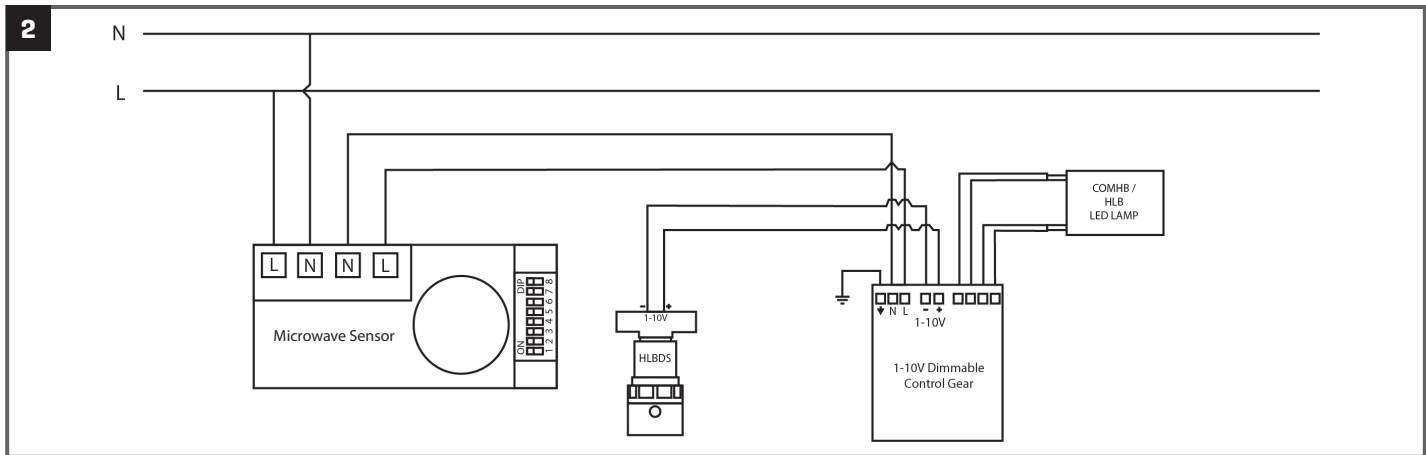 2
N
L
L N N L
Microwave Sensor
ON DIP
1 2 3 4 5 6 7 8
- +
1-10V
HLBDS
N L - +
1-10V
1-10V Dimmable
Control Gear
COMHB /
HLB
LED LAMP